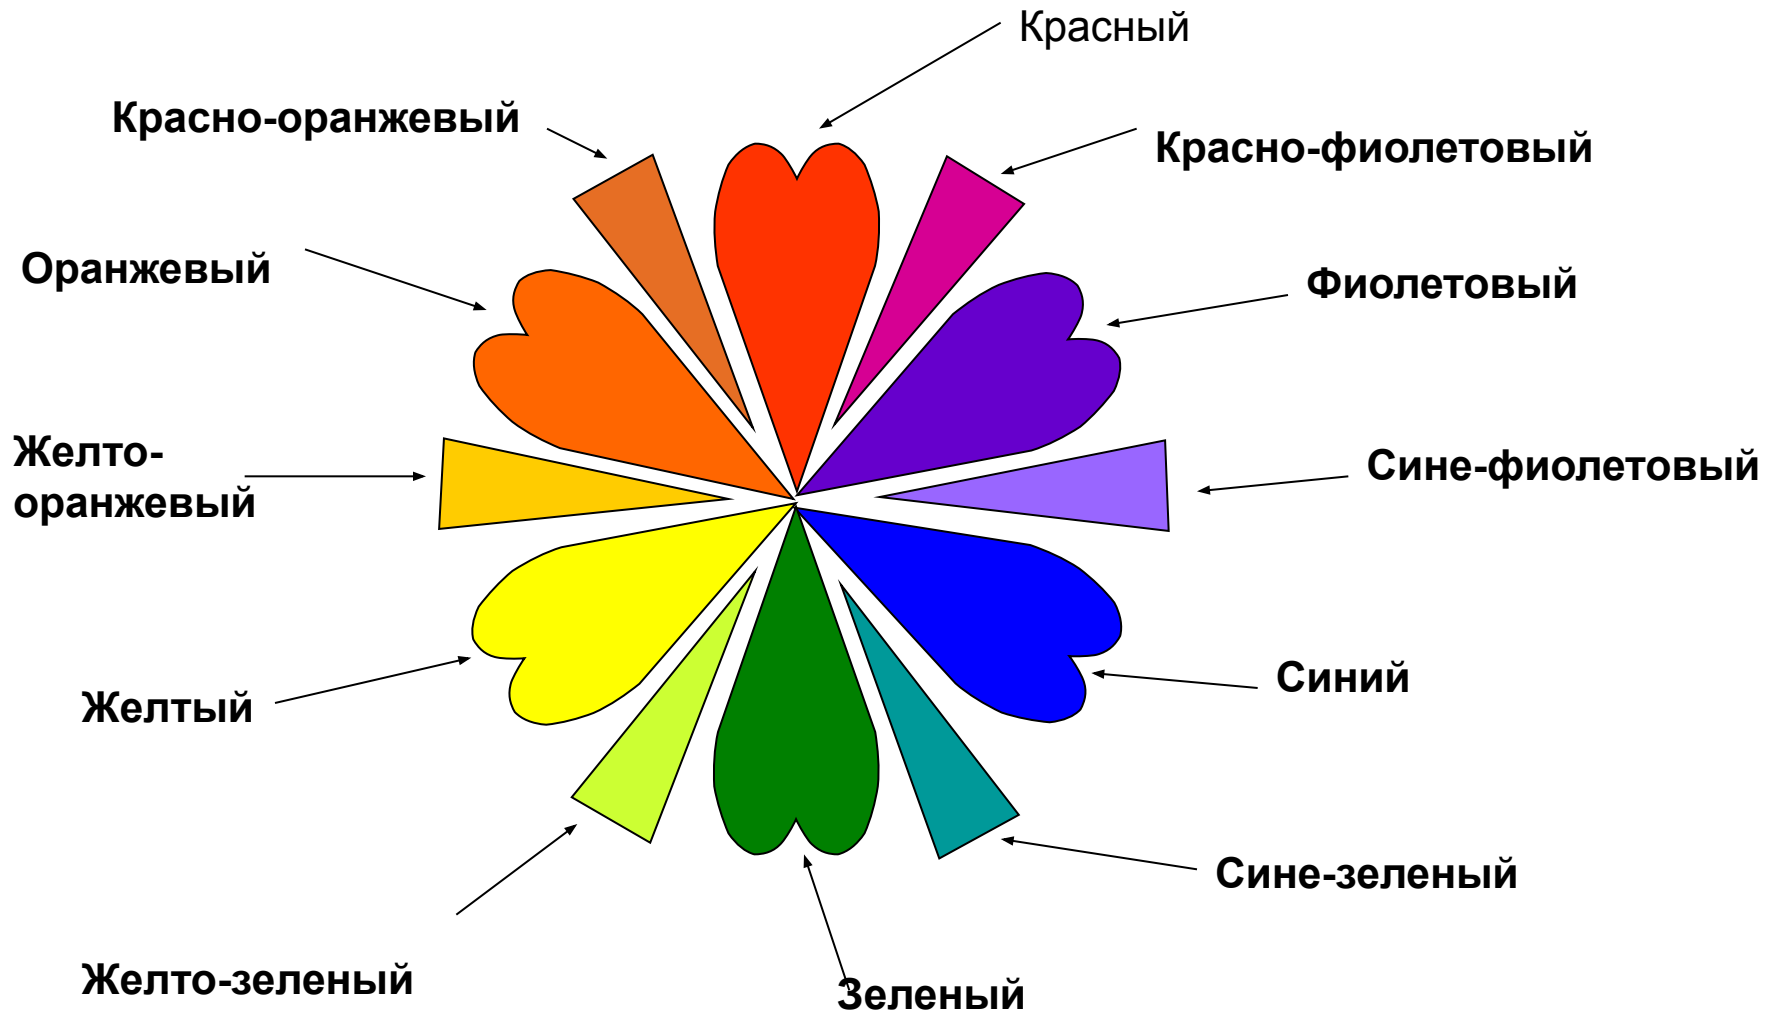 Красный
Красно-оранжевый
Красно-фиолетовый
Оранжевый
Фиолетовый
Желто-
оранжевый
Сине-фиолетовый
Желтый
Синий
Сине-зеленый
Желто-зеленый
Зеленый